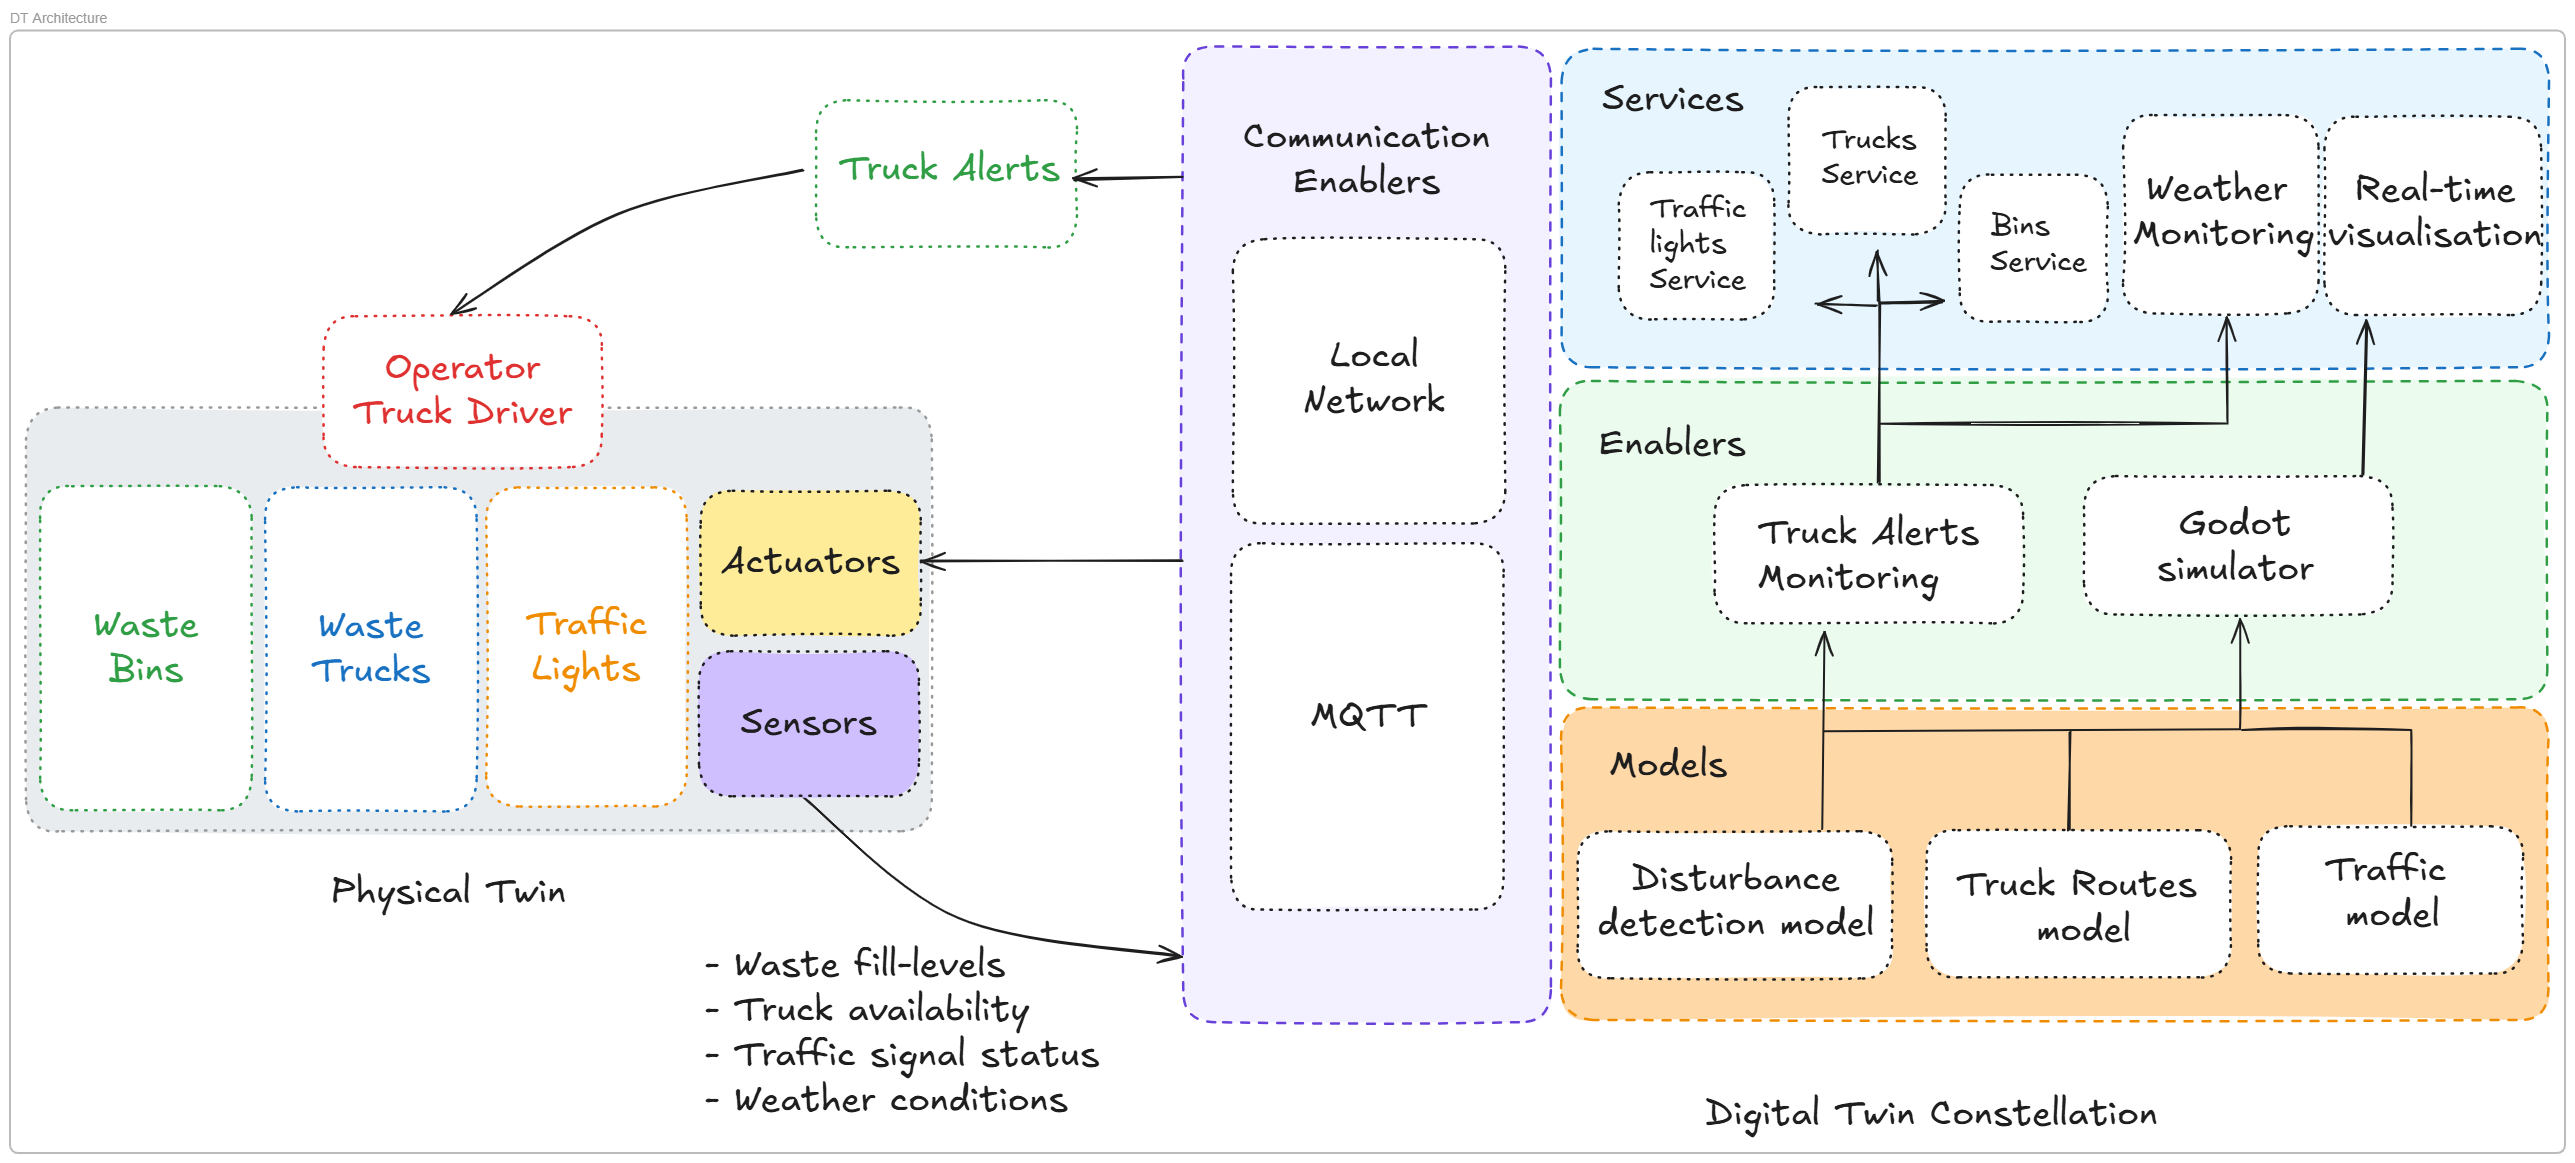 DT Architecture
Truck Alerts
Operator
Truck Driver
Waste
Bins
Waste
Trucks
Traffic
Lights
Actuators
Sensors
Physical Twin
- Waste fill-levels
- Truck availability
- Traffic signal status
- Weather conditions
Communication
Enablers
Local
Network
MQTT
Services
Traffic
lights
Service
Trucks
Service
Bins
Service
Weather
Monitoring
Real-time
visualisation
Enablers
Truck Alerts
Monitoring
Godot
simulator
Models
Disturbance
detection model
Truck Routes
model
Traffic
model
Digital Twin Constellation